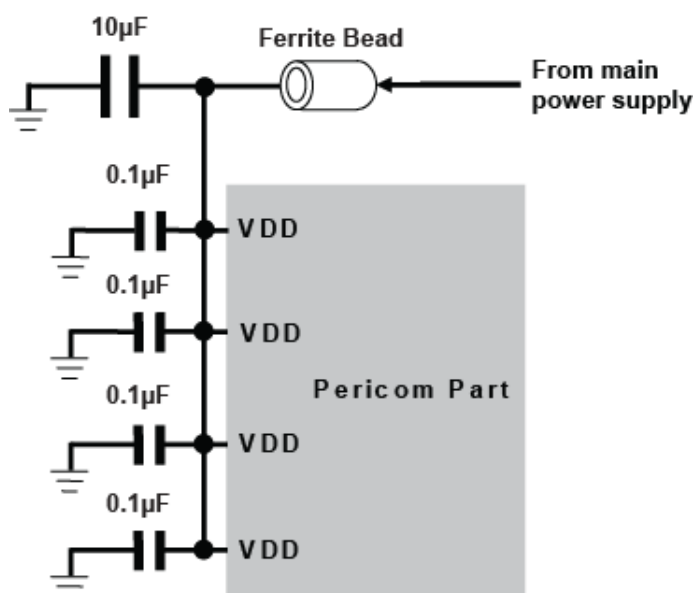 10µF
Ferrite Bead
From main
power supply
0.1µF
VDD
0.1µF
VDD
Pericom Part
0.1µF
VDD
0.1µF
VDD